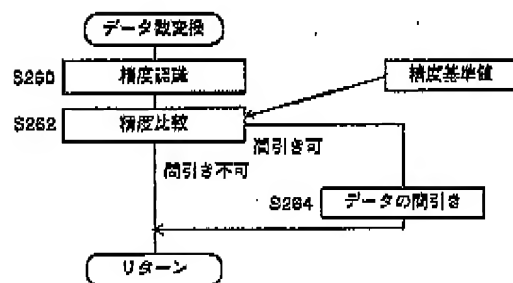 データ数変換
S260 精度認識
精度基準値
S262 精度比較
間引き可
間引き不可
S264 データの間引き
リターン